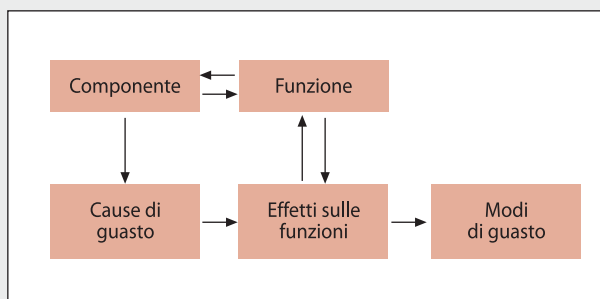 Componente
Funzione
Cause di
guasto
Effetti sulle
funzioni
Modi
di guasto